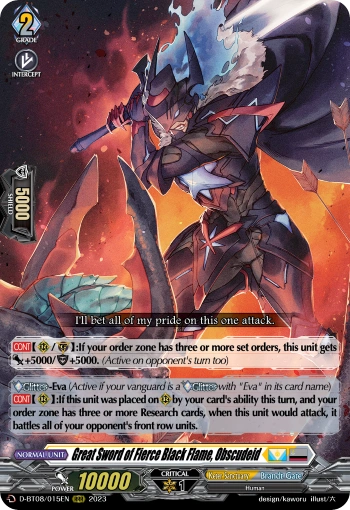 2
GRADE
INTERCEPT
5000
SHIELD
I'll bet all of my pride on this one attack.
CONT [ / ]:If your order zone has three or more set orders, this unit gets
+5000/ +5000. (Active on opponent's turn too)
Glitter-Eva (Active if your vanguard is a Glitter with "Eva" in its card name)
CONT [ ]:If this unit was placed on by your card's ability this turn, and your
order zone has three or more Research cards, when this unit would attack, it
battles all of your opponent's front row units.
NORMAL UNIT
Great Sword of Fierce Black Flame, Obscudeid
POWER
10000
CRITICAL
1
Brandt Gate
Human
D-BT08/015EN RRR 2023
design/kaworu illust/六